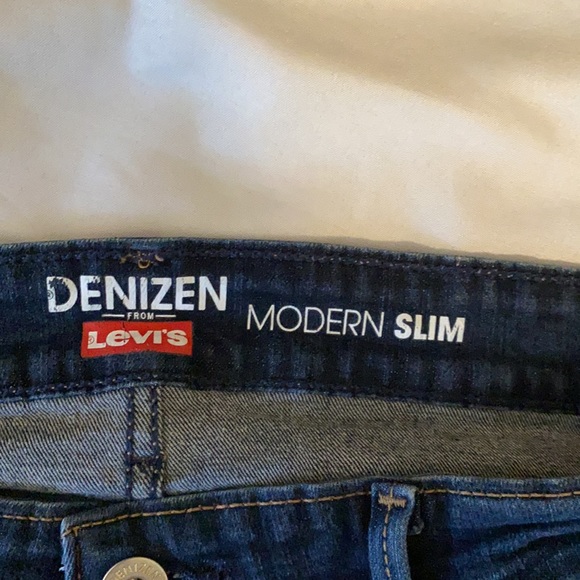 DENIZEN
FROM
Levi's
MODERN SLIM